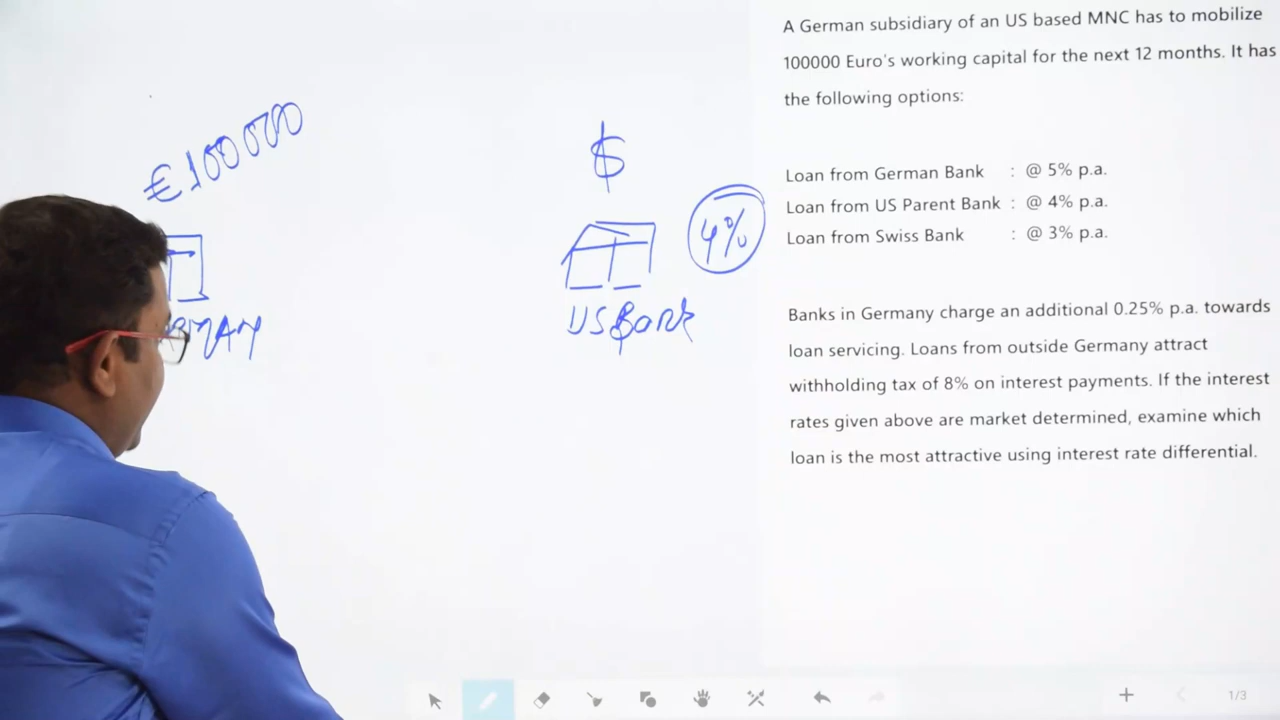 A German subsidiary of an US based MNC has to mobilize
100000 Euro's working capital for the next 12 months. It has
the following options:
Loan from German Bank : @ 5% p.a.
Loan from US Parent Bank : @ 4% p.a.
Loan from Swiss Bank : @ 3% p.a.
Banks in Germany charge an additional 0.25% p.a. towards
loan servicing. Loans from outside Germany attract
withholding tax of 8% on interest payments. If the interest
rates given above are market determined, examine which
loan is the most attractive using interest rate differential.
€100000
$
4%
US Bank
1/3